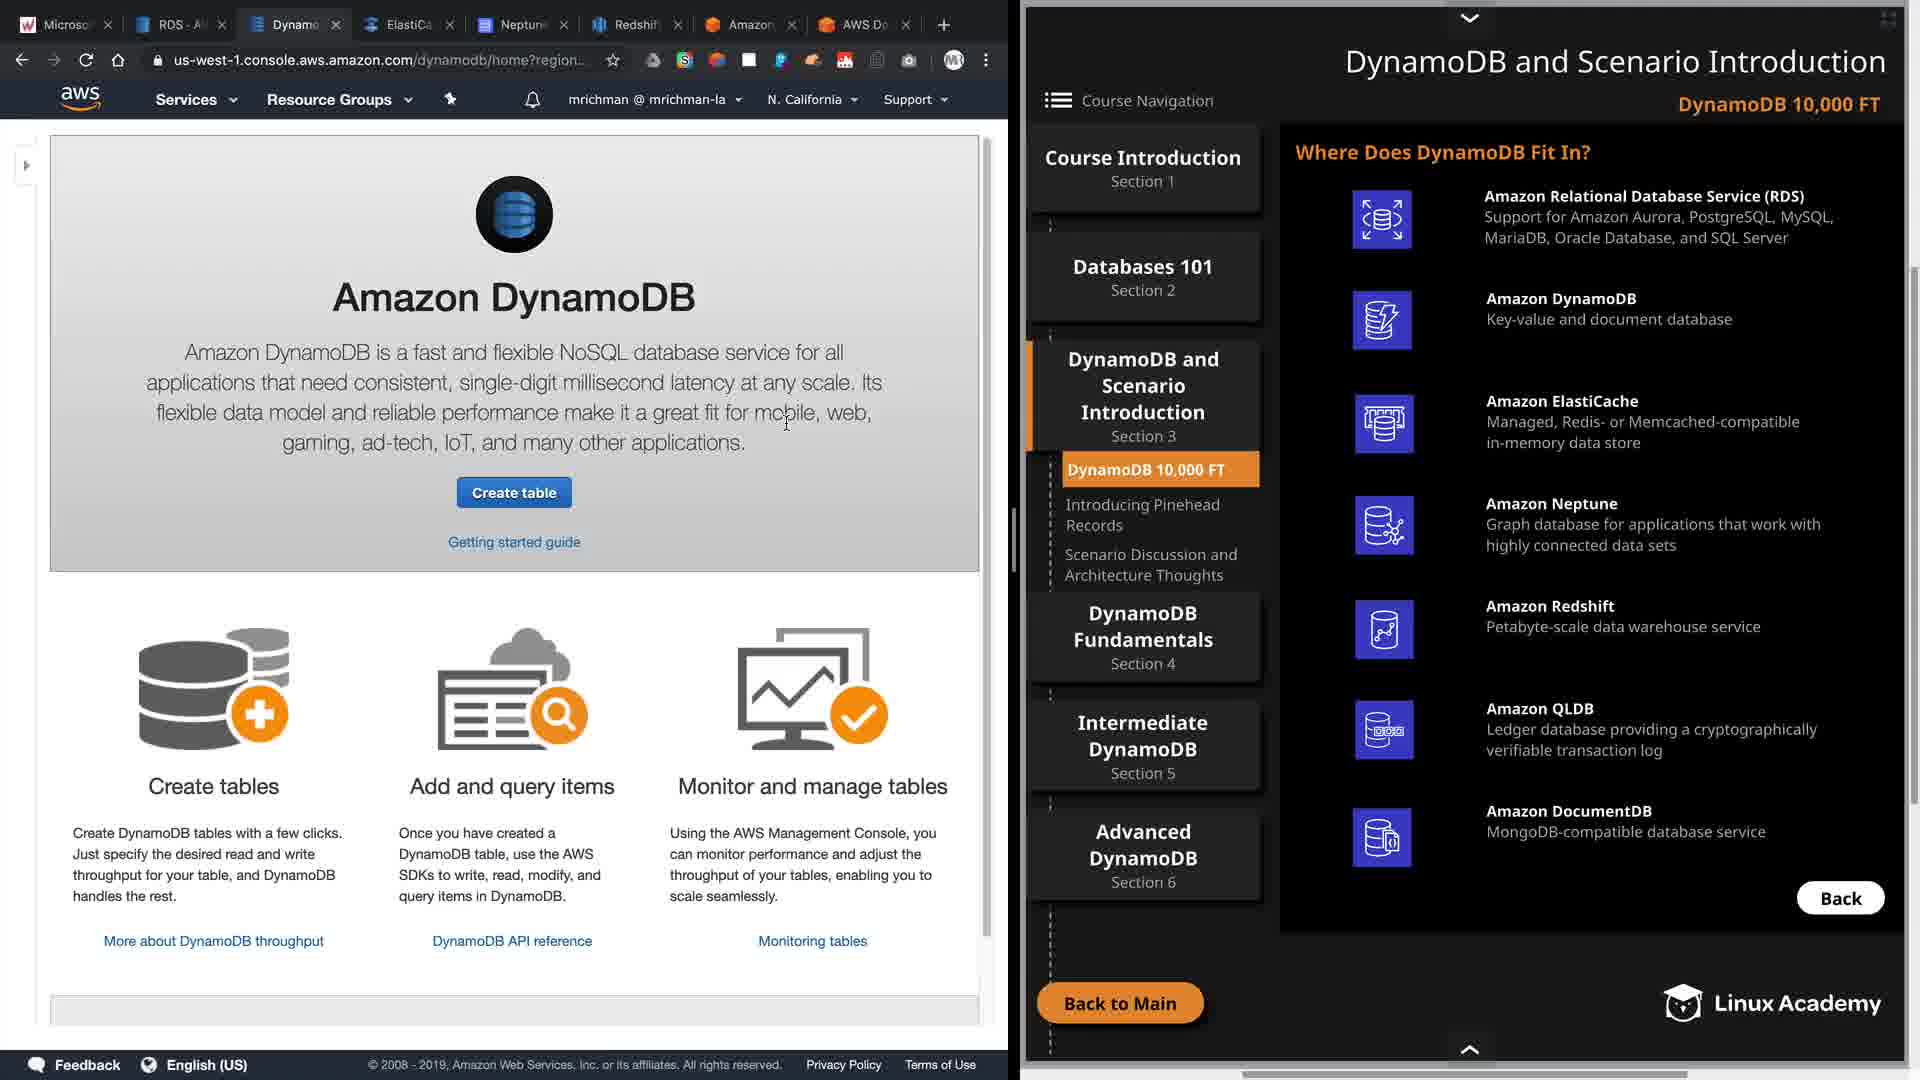 Microso
RDS - A
Dynamo
ElastiCa
Neptune
Redshif
Amazon
AWS Do
us-west-1.console.aws.amazon.com/dynamodb/home?region...
aws
Services
Resource Groups
mrichman @ mrichman-la
N. California
Support
Amazon DynamoDB
Amazon DynamoDB is a fast and flexible NoSQL database service for all
applications that need consistent, single-digit millisecond latency at any scale. Its
flexible data model and reliable performance make it a great fit for mobile, web,
gaming, ad-tech, IoT, and many other applications.
Create table
Getting started guide
Create tables
Create DynamoDB tables with a few clicks.
Just specify the desired read and write
throughput for your table, and DynamoDB
handles the rest.
More about DynamoDB throughput
Add and query items
Once you have created a
DynamoDB table, use the AWS
SDKs to write, read, modify, and
query items in DynamoDB.
DynamoDB API reference
Monitor and manage tables
Using the AWS Management Console, you
can monitor performance and adjust the
throughput of your tables, enabling you to
scale seamlessly.
Monitoring tables
Feedback
English (US)
© 2008 - 2019, Amazon Web Services, Inc. or its affiliates. All rights reserved.
Privacy Policy
Terms of Use
DynamoDB and Scenario Introduction
DynamoDB 10,000 FT
Course Navigation
Course Introduction
Section 1
Databases 101
Section 2
DynamoDB and
Scenario
Introduction
Section 3
DynamoDB 10,000 FT
Introducing Pinehead
Records
Scenario Discussion and
Architecture Thoughts
DynamoDB
Fundamentals
Section 4
Intermediate
DynamoDB
Section 5
Advanced
DynamoDB
Section 6
Back to Main
Where Does DynamoDB Fit In?
Amazon Relational Database Service (RDS)
Support for Amazon Aurora, PostgreSQL, MySQL,
MariaDB, Oracle Database, and SQL Server
Amazon DynamoDB
Key-value and document database
Amazon ElastiCache
Managed, Redis- or Memcached-compatible
in-memory data store
Amazon Neptune
Graph database for applications that work with
highly connected data sets
Amazon Redshift
Petabyte-scale data warehouse service
Amazon QLDB
Ledger database providing a cryptographically
verifiable transaction log
Amazon DocumentDB
MongoDB-compatible database service
Back
Linux Academy